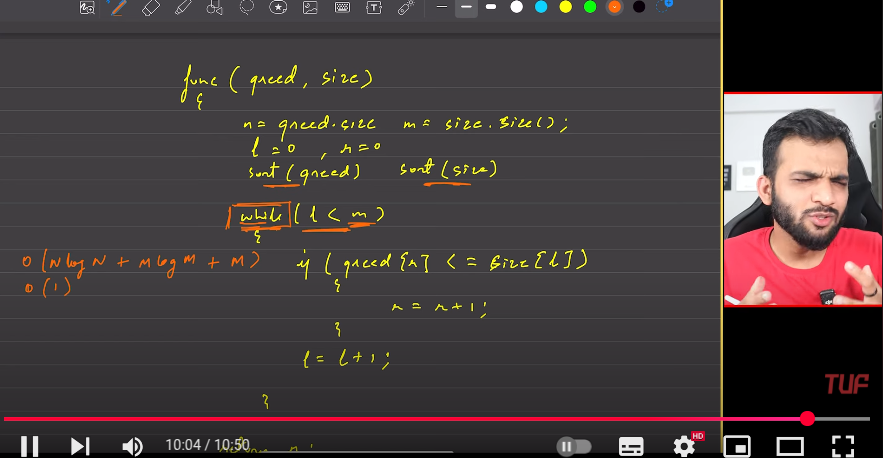 func ( greed, size)
{
n = greed.size    m = size.size();
l = 0 , r = 0
sort (greed)    sort (size)
while ( l < m )
{
O (N log N + M log M + M)
O (1)
if ( greed [r] <= size [l] )
{
r = r + 1;
}
l = l + 1;
}
TUF
HD
10:04 / 10:50